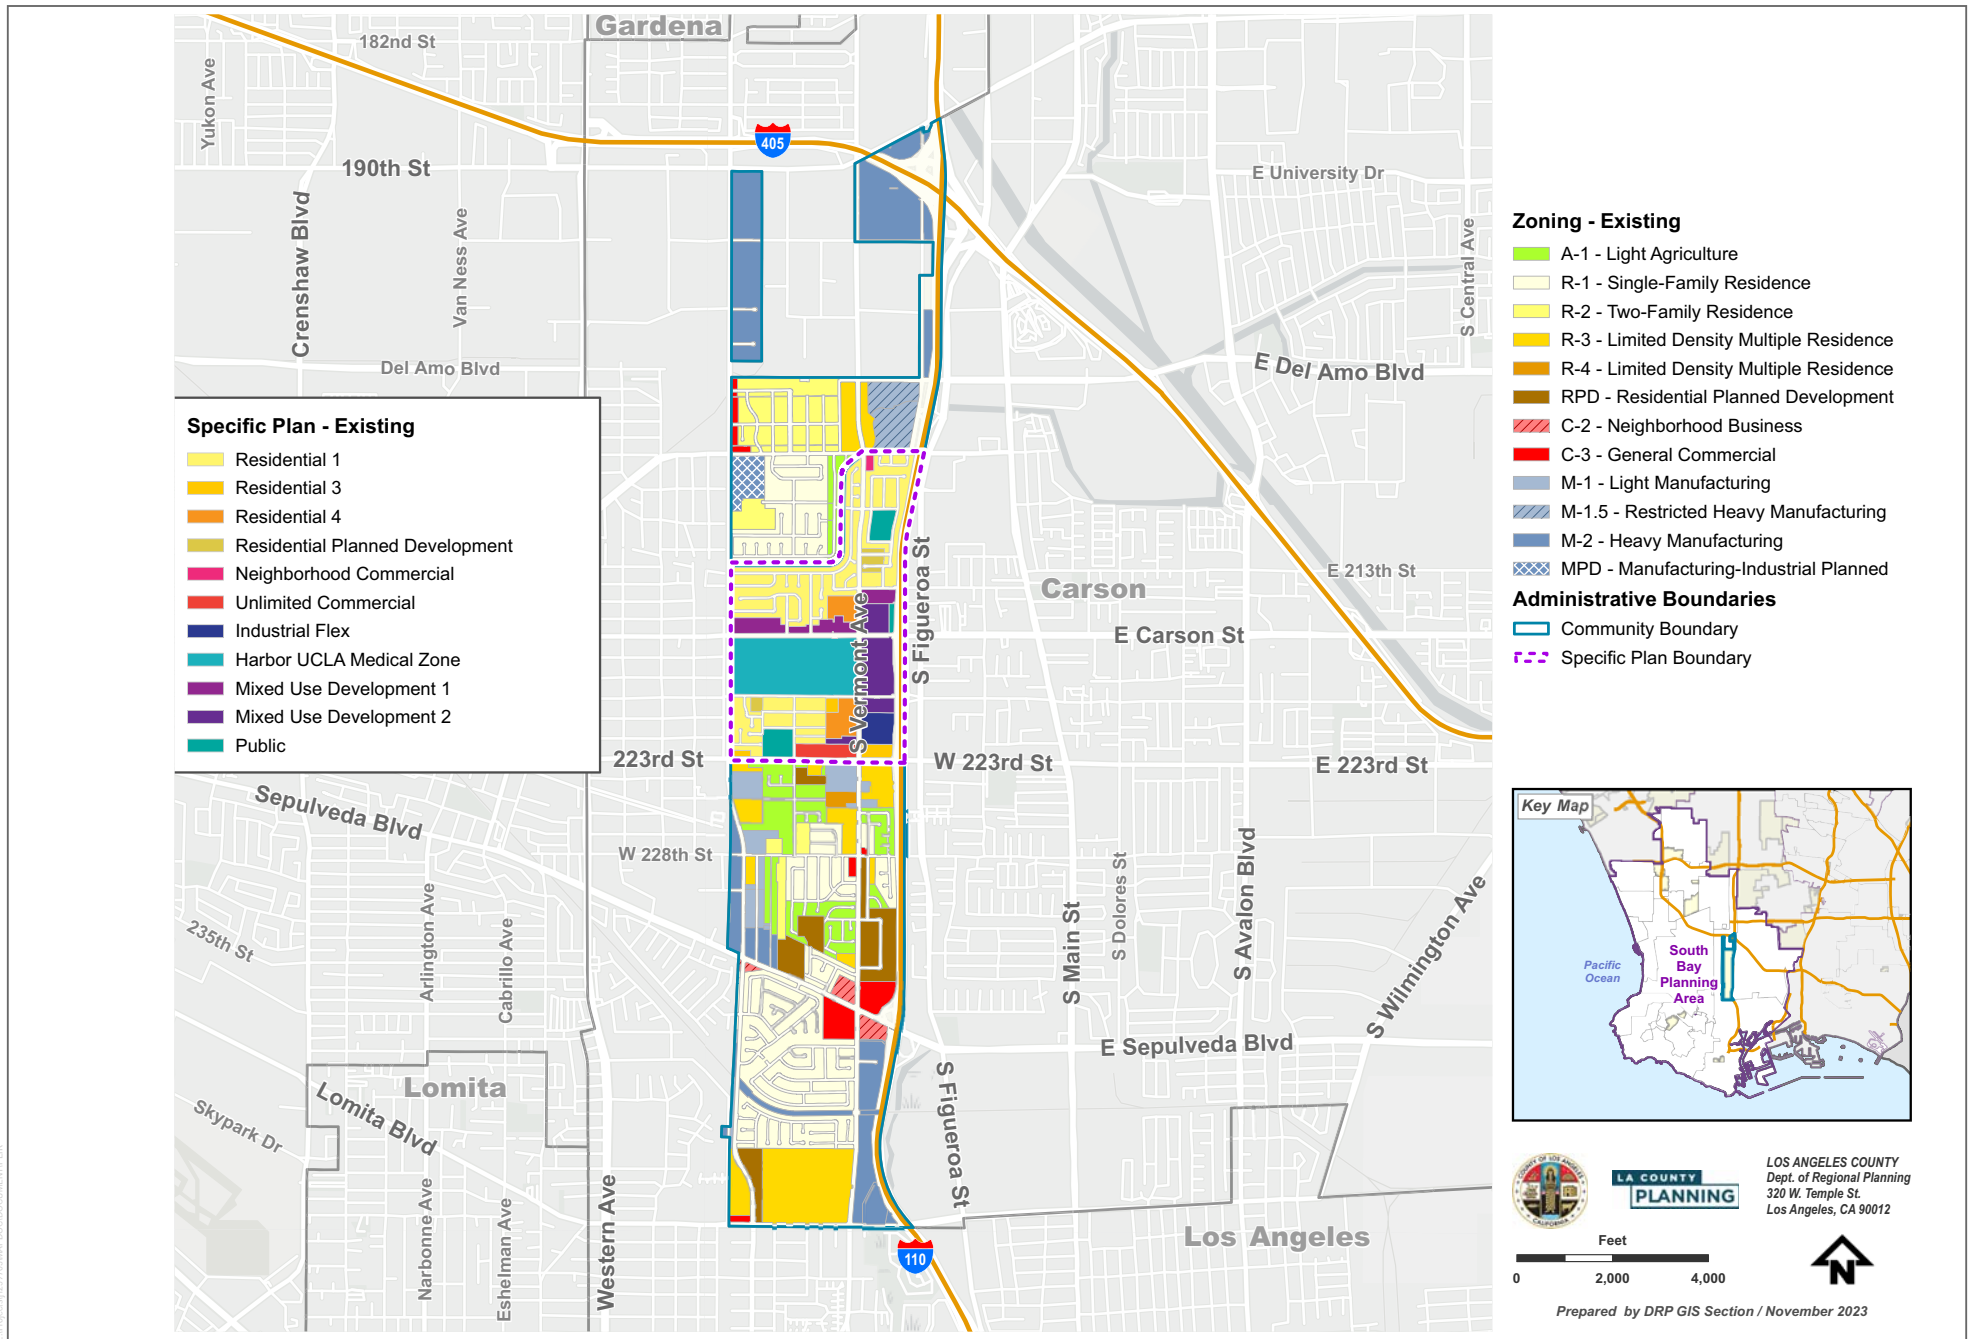 Gardena
182nd St
Yukon Ave
405
190th St
E University Dr
Crenshaw Blvd
Van Ness Ave
S Central Ave
Del Amo Blvd
E Del Amo Blvd
Specific Plan - Existing
Residential 1
Residential 3
Residential 4
Residential Planned Development
Neighborhood Commercial
Unlimited Commercial
Industrial Flex
Harbor UCLA Medical Zone
Mixed Use Development 1
Mixed Use Development 2
Public
S Figueroa St
S Vermont Ave
Carson
E 213th St
E Carson St
223rd St
W 223rd St
E 223rd St
Sepulveda Blvd
W 228th St
235th St
Arlington Ave
Cabrillo Ave
S Main St
S Dolores St
S Avalon Blvd
S Wilmington Ave
E Sepulveda Blvd
Lomita
Lomita Blvd
Skypark Dr
Narbonne Ave
Eshelman Ave
Western Ave
S Figueroa St
Los Angeles
110
Zoning - Existing
A-1 - Light Agriculture
R-1 - Single-Family Residence
R-2 - Two-Family Residence
R-3 - Limited Density Multiple Residence
R-4 - Limited Density Multiple Residence
RPD - Residential Planned Development
C-2 - Neighborhood Business
C-3 - General Commercial
M-1 - Light Manufacturing
M-1.5 - Restricted Heavy Manufacturing
M-2 - Heavy Manufacturing
MPD - Manufacturing-Industrial Planned
Administrative Boundaries
Community Boundary
Specific Plan Boundary
Key Map
Pacific
Ocean
South
Bay
Planning
Area
COUNTY OF LOS ANGELES
CALIFORNIA
LA COUNTY
PLANNING
LOS ANGELES COUNTY
Dept. of Regional Planning
320 W. Temple St.
Los Angeles, CA 90012
Feet
0 2,000 4,000
N
Prepared by DRP GIS Section / November 2023